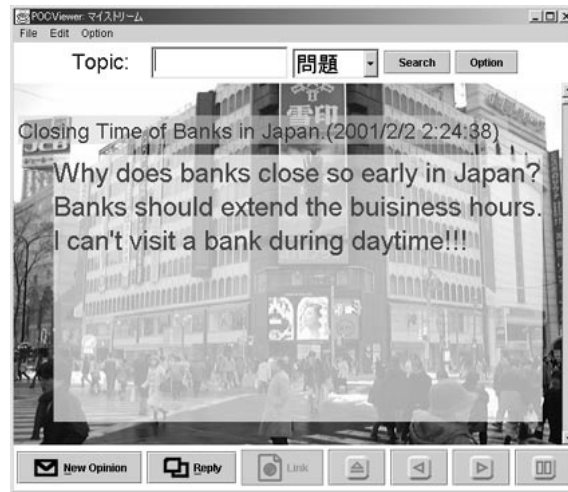 POCViewer: マイストリーム
File Edit Option
Topic: 問題 Search Option
Closing Time of Banks in Japan.(2001/2/2 2:24:38)
Why does banks close so early in Japan?
Banks should extend the buisiness hours.
I can't visit a bank during daytime!!!
雪印
New Opinion Reply Link